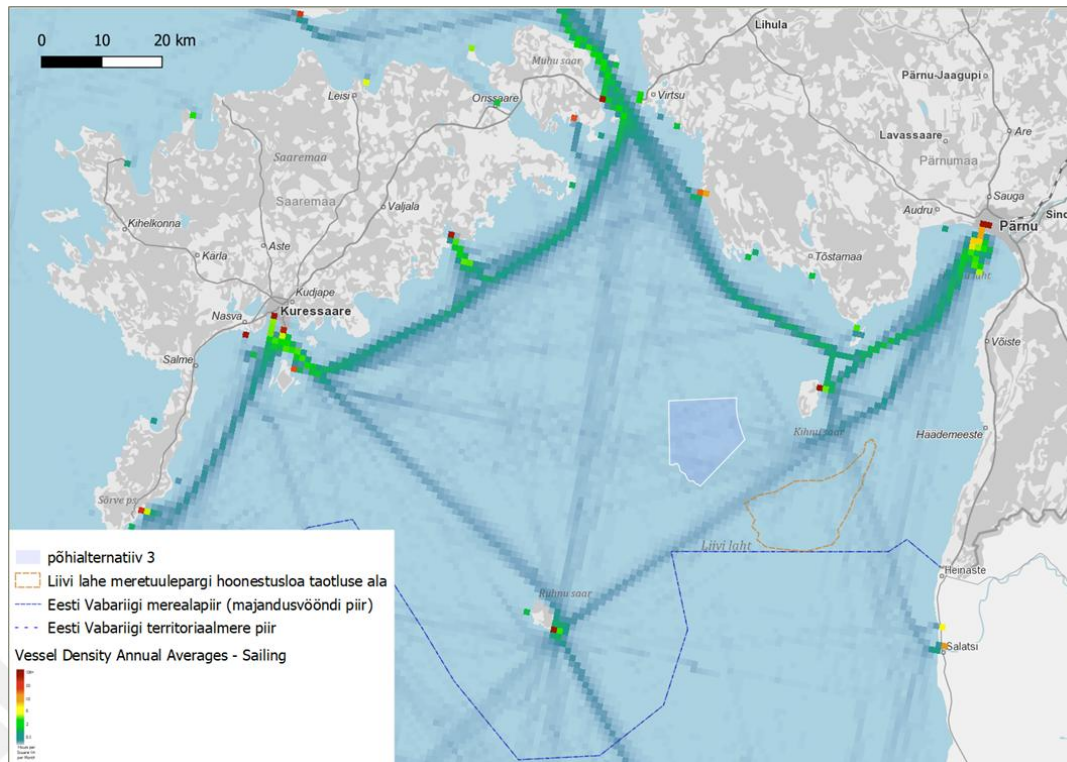 0 10 20 km
Lihula
Muhu saar
Pärnu-Jaagupi
Leisi
Orissaare
Virtsu
Are
Lavassaare
Saaremaa
Pärnumaa
Saaremaa
Valjala
Sauga
Audru
Kihelkonna
Pärnu
Aste
Karla
Tõstamaa
Kudjape
Nasva
Kuressaare
Võiste
Salme
Kihnu saar
Häädemeeste
Liivi laht
Heinaste
Ruhnu saar
Salatsi
põhialternatiiv 3
Liivi lahe meretuulepargi hoonestusloa taotluse ala
Eesti Vabariigi merealapiir (majandusvööndi piir)
Eesti Vabariigi territoriaalmere piir
Vessel Density Annual Averages - Sailing